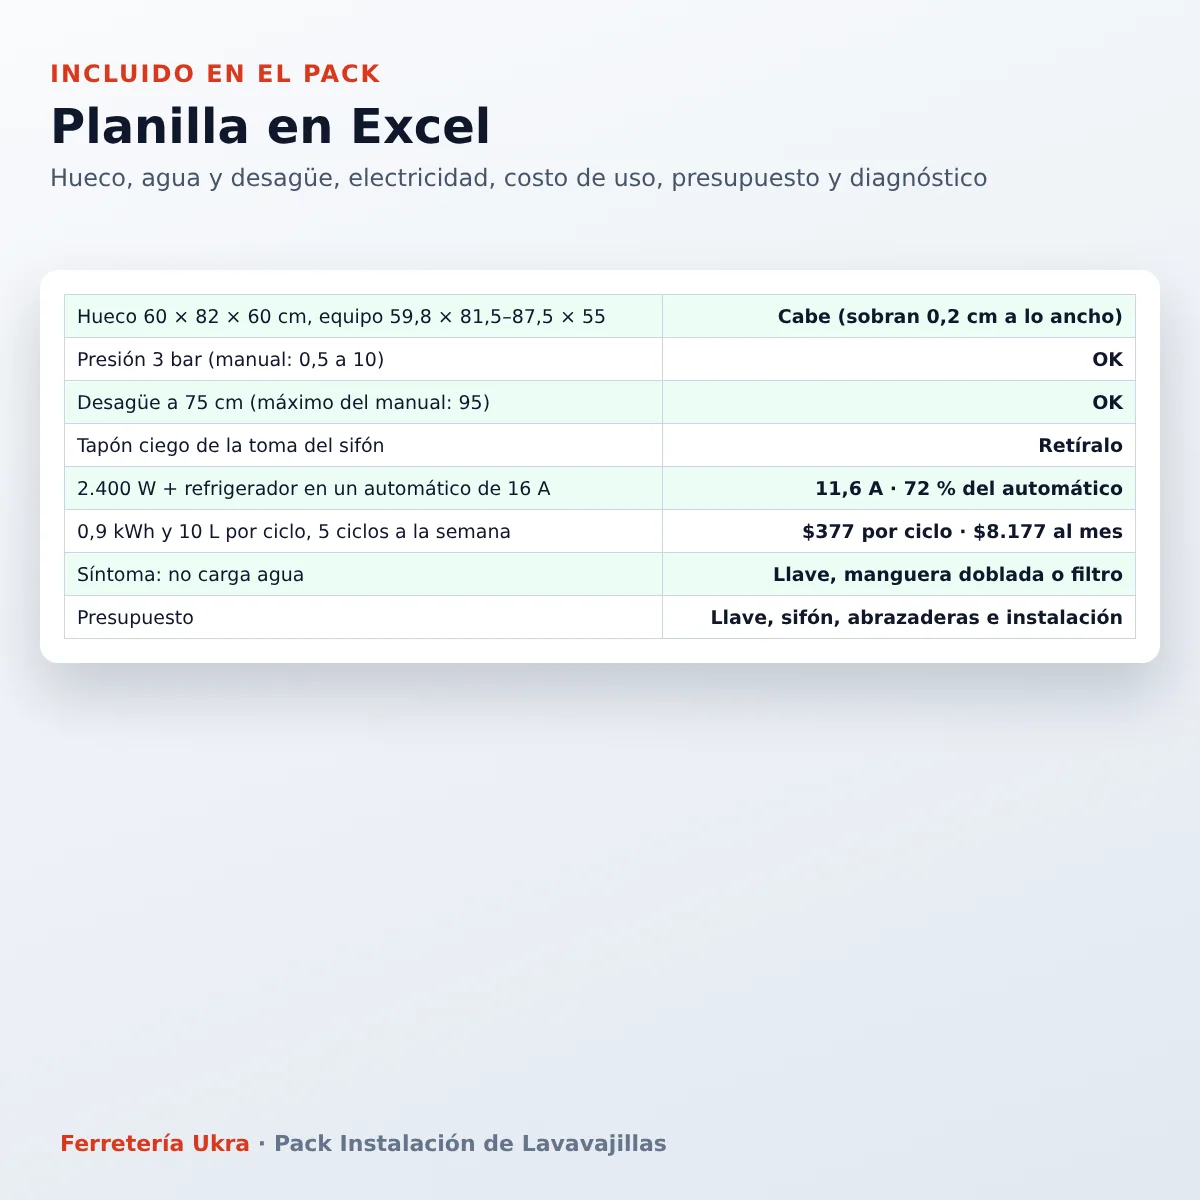 INCLUIDO EN EL PACK
Planilla en Excel
Hueco, agua y desagüe, electricidad, costo de uso, presupuesto y diagnóstico
Hueco 60 × 82 × 60 cm, equipo 59,8 × 81,5–87,5 × 55 Cabe (sobran 0,2 cm a lo ancho)
Presión 3 bar (manual: 0,5 a 10) OK
Desagüe a 75 cm (máximo del manual: 95) OK
Tapón ciego de la toma del sifón Retíralo
2.400 W + refrigerador en un automático de 16 A 11,6 A · 72 % del automático
0,9 kWh y 10 L por ciclo, 5 ciclos a la semana $377 por ciclo · $8.177 al mes
Síntoma: no carga agua Llave, manguera doblada o filtro
Presupuesto Llave, sifón, abrazaderas e instalación
Ferretería Ukra · Pack Instalación de Lavavajillas